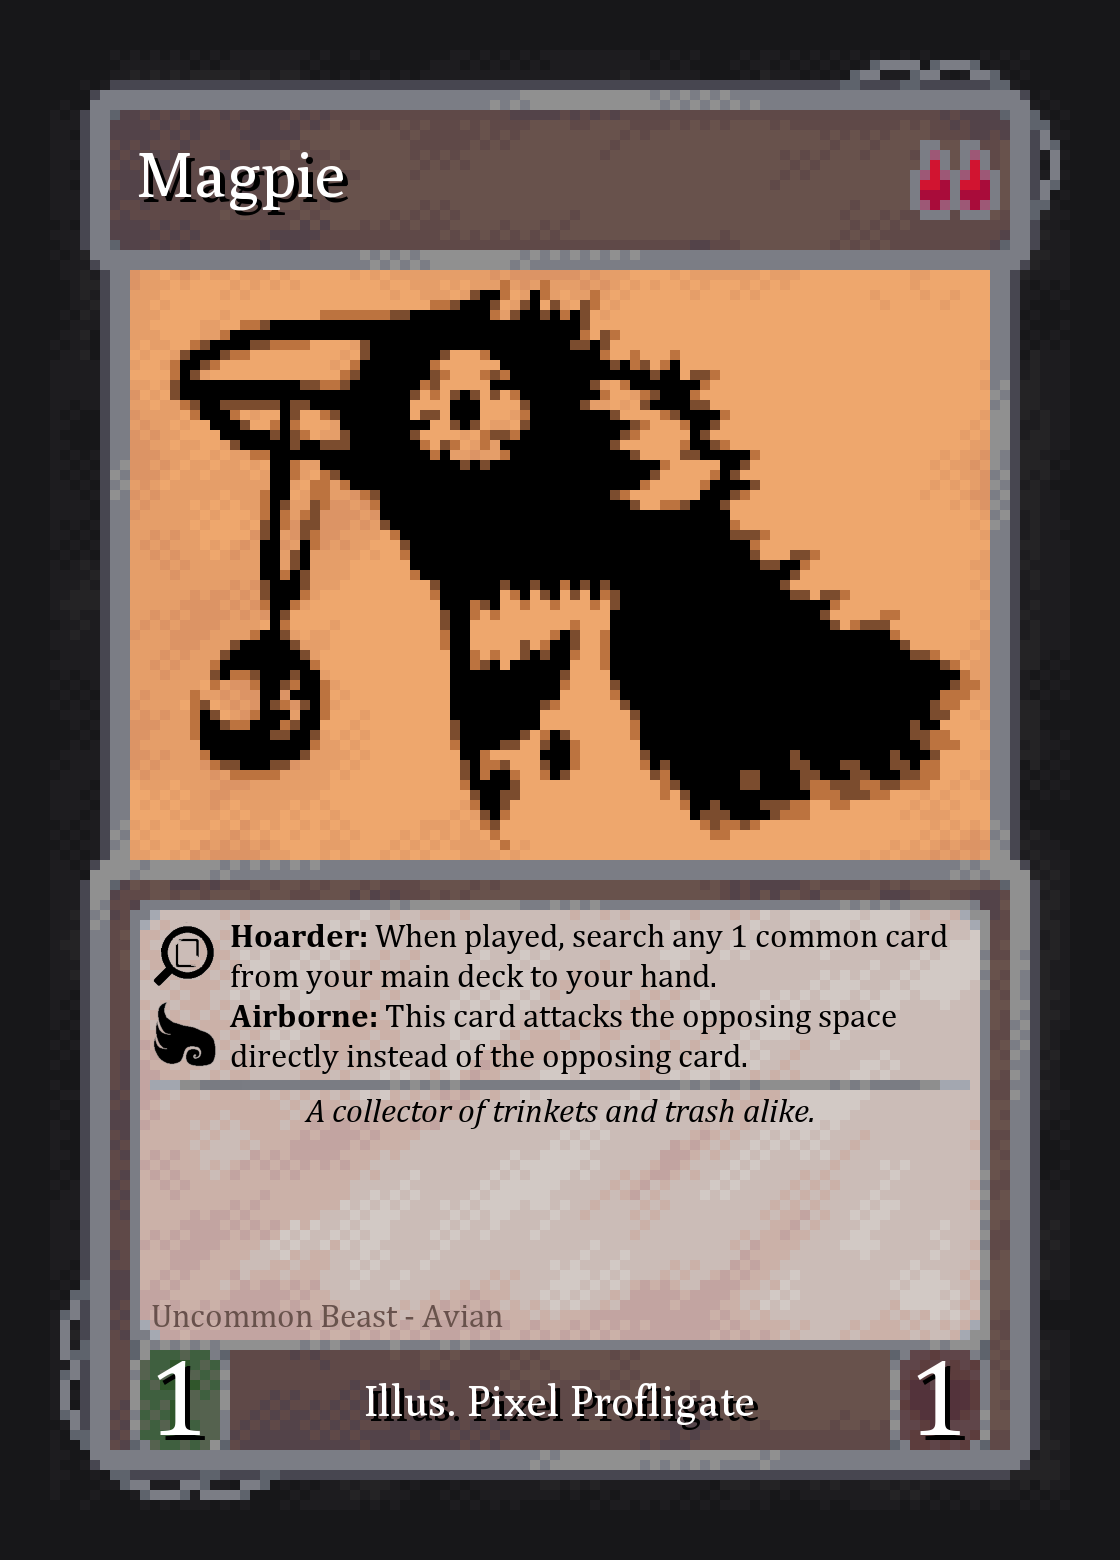 Magpie
Hoarder: When played, search any 1 common card
from your main deck to your hand.
Airborne: This card attacks the opposing space
directly instead of the opposing card.
A collector of trinkets and trash alike.
Uncommon Beast - Avian
1
Illus. Pixel Profligate
1